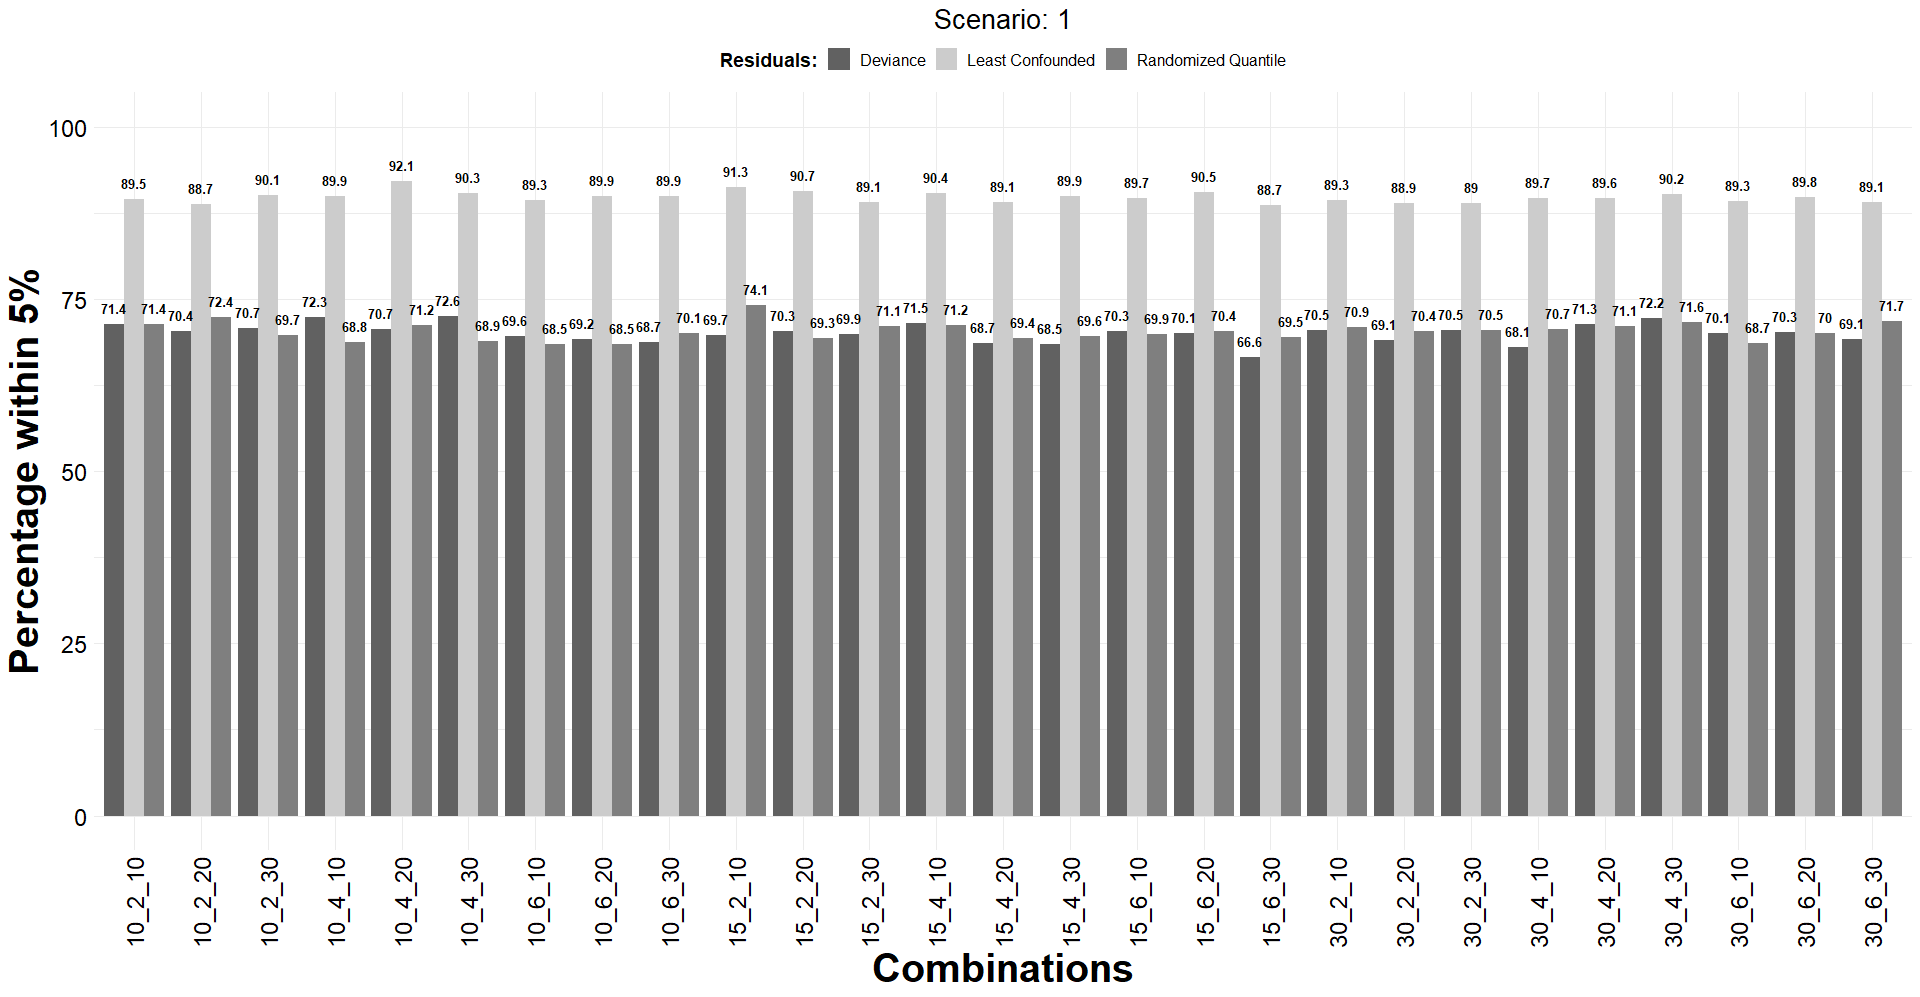 Scenario: 1
Residuals: Deviance Least Confounded Randomized Quantile
Percentage within 5%
100
75
50
25
0
71.4 89.5 71.4
70.4 88.7 72.4
70.7 90.1 69.7
72.3 89.9 68.8
70.7 92.1 71.2
72.6 90.3 68.9
69.6 89.3 68.5
69.2 89.9 68.5
68.7 89.9 70.1
69.7 91.3 74.1
70.3 90.7 69.3
69.9 89.1 71.1
71.5 90.4 71.2
68.7 89.1 69.4
68.5 89.9 69.6
70.3 89.7 69.9
70.1 90.5 70.4
66.6 88.7 69.5
70.5 89.3 70.9
69.1 88.9 70.4
70.5 89 70.5
68.1 89.7 70.7
71.3 89.6 71.1
72.2 90.2 71.6
70.1 89.3 68.7
70.3 89.8 70
69.1 89.1 71.7
10_2_10
10_2_20
10_2_30
10_4_10
10_4_20
10_4_30
10_6_10
10_6_20
10_6_30
15_2_10
15_2_20
15_2_30
15_4_10
15_4_20
15_4_30
15_6_10
15_6_20
15_6_30
30_2_10
30_2_20
30_2_30
30_4_10
30_4_20
30_4_30
30_6_10
30_6_20
30_6_30
Combinations